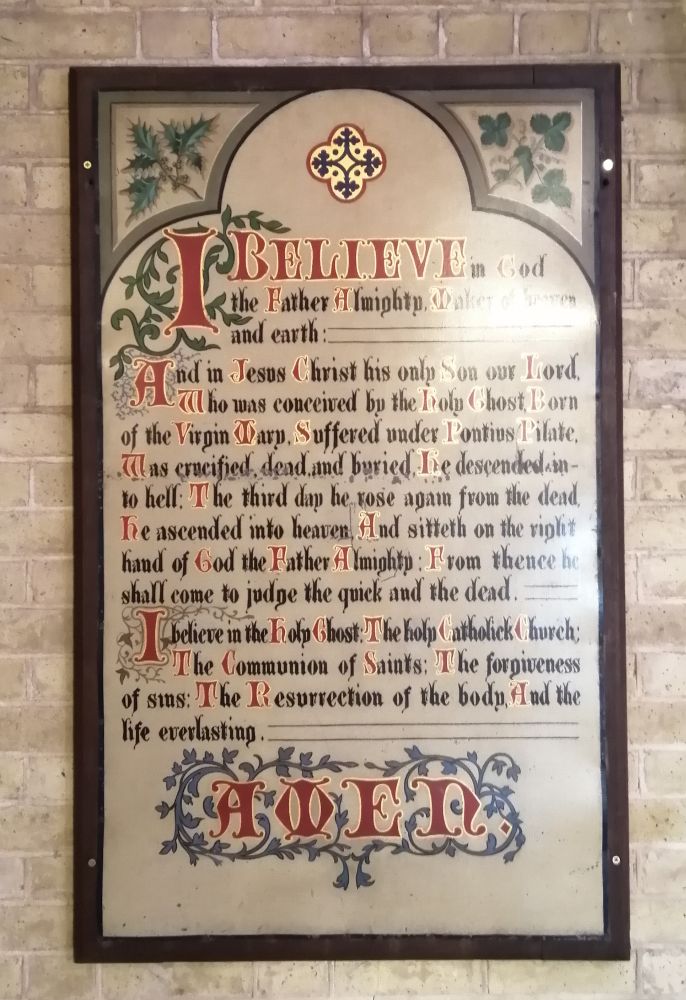 I BELIEVE in God
the Father Almighty, Maker of heaven
and earth:
And in Jesus Christ his only Son our Lord,
Who was conceived by the Holy Ghost, Born
of the Virgin Mary, Suffered under Pontius Pilate,
Was crucified, dead, and buried, He descended in-
to hell; The third day he rose again from the dead,
He ascended into heaven, And sitteth on the right
hand of God the Father Almighty; From thence he
shall come to judge the quick and the dead.
I believe in the Holy Ghost; The holy Catholick Church;
The Communion of Saints; The forgiveness
of sins; The Resurrection of the body, And the
life everlasting.
AMEN.